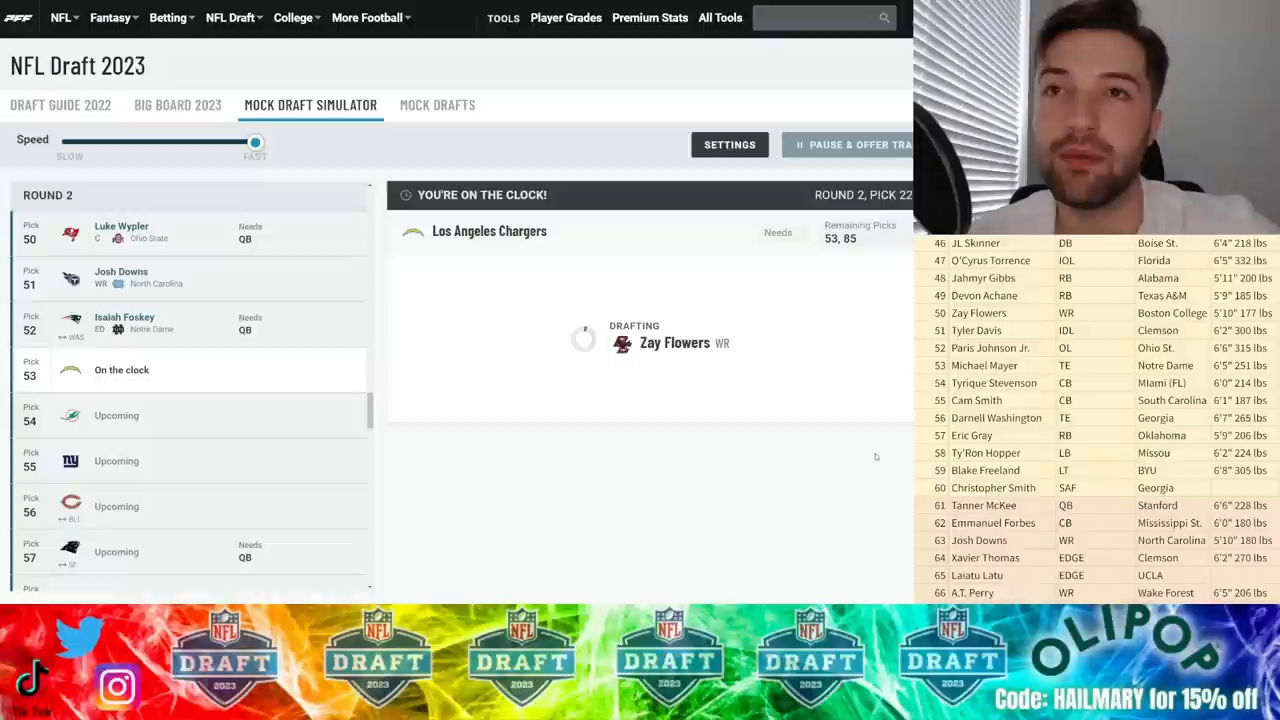 PFF NFL Fantasy Betting NFL Draft College More Football TOOLS Player Grades Premium Stats All Tools
NFL Draft 2023
DRAFT GUIDE 2022 BIG BOARD 2023 MOCK DRAFT SIMULATOR MOCK DRAFTS
Speed
SLOW FAST
SETTINGS
PAUSE & OFFER TRA
ROUND 2
Pick 50 Luke Wypler Needs
C Ohio State QB
Pick 51 Josh Downs
WR North Carolina
Pick 52 Isaiah Foskey Needs
ED Notre Dame QB
WAS
Pick 53 On the clock
Pick 54 Upcoming
Pick 55 Upcoming
Pick 56 Upcoming
Pick 57 Upcoming Needs
SF QB
Pick
YOU'RE ON THE CLOCK! ROUND 2, PICK 22
Los Angeles Chargers Needs Remaining Picks
53, 85
DRAFTING
Zay Flowers WR
46 JL Skinner DB Boise St. 6'4" 218 lbs
47 O'Cyrus Torrence IOL Florida 6'5" 332 lbs
48 Jahmyr Gibbs RB Alabama 5'11" 200 lbs
49 Devon Achane RB Texas A&M 5'9" 185 lbs
50 Zay Flowers WR Boston College 5'10" 177 lbs
51 Tyler Davis IDL Clemson 6'2" 300 lbs
52 Paris Johnson Jr. OL Ohio St. 6'6" 315 lbs
53 Michael Mayer TE Notre Dame 6'5" 251 lbs
54 Tyrique Stevenson CB MIami (FL) 6'0" 214 lbs
55 Cam Smith CB South Carolina 6'1" 187 lbs
56 Darnell Washington TE Georgia 6'7" 265 lbs
57 Eric Gray RB Oklahoma 5'9" 206 lbs
58 Ty'Ron Hopper LB Missou 6'2" 224 lbs
59 Blake Freeland LT BYU 6'8" 305 lbs
60 Christopher Smith SAF Georgia
61 Tanner McKee QB Stanford 6'6" 228 lbs
62 Emmanuel Forbes CB Mississippi St. 6'0" 180 lbs
63 Josh Downs WR North Carolina 5'10" 180 lbs
64 Xavier Thomas EDGE Clemson 6'2" 270 lbs
65 Laiatu Latu EDGE UCLA
66 A.T. Perry WR Wake Forest 6'5" 206 lbs
NFL DRAFT 2023
NFL DRAFT 2023
NFL DRAFT 2023
NFL DRAFT 2023
NFL DRAFT 2023
NFL DRAFT 2023
OLIPOP
Code: HAILMARY for 15% off